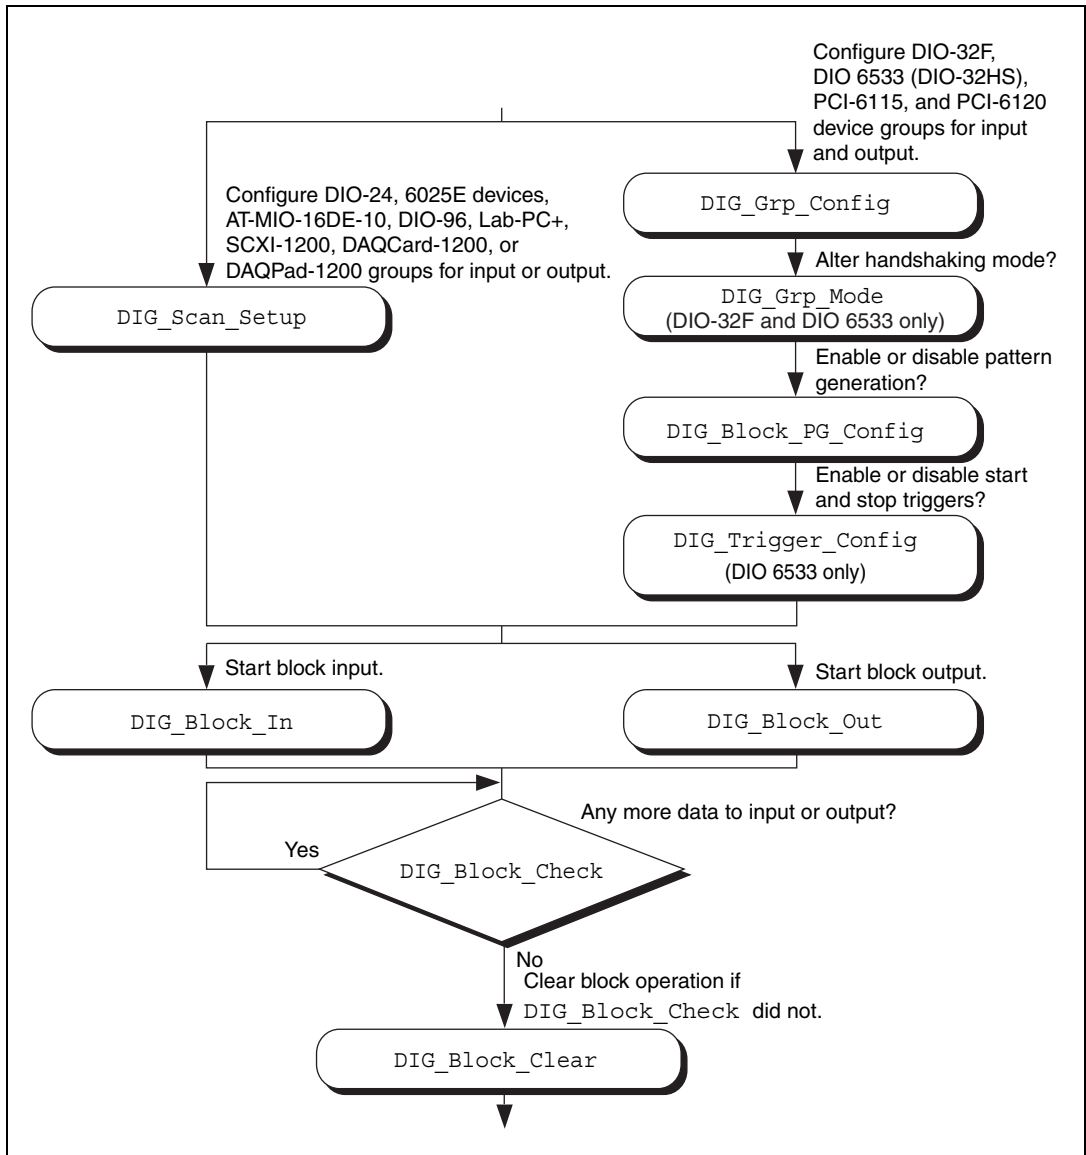 Configure DIO-32F,
DIO 6533 (DIO-32HS),
PCI-6115, and PCI-6120
device groups for input
and output.
Configure DIO-24, 6025E devices,
AT-MIO-16DE-10, DIO-96, Lab-PC+,
SCXI-1200, DAQCard-1200, or
DAQPad-1200 groups for input or output.
DIG_Scan_Setup
DIG_Grp_Config
Alter handshaking mode?
DIG_Grp_Mode
(DIO-32F and DIO 6533 only)
Enable or disable pattern
generation?
DIG_Block_PG_Config
Enable or disable start
and stop triggers?
DIG_Trigger_Config
(DIO 6533 only)
Start block input.
DIG_Block_In
Start block output.
DIG_Block_Out
Any more data to input or output?
Yes
DIG_Block_Check
No
Clear block operation if
DIG_Block_Check did not.
DIG_Block_Clear